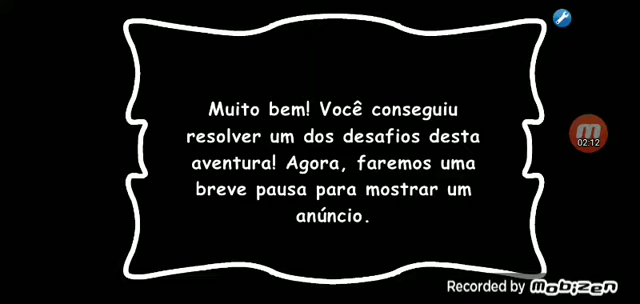 Muito bem! Você conseguiu
resolver um dos desafios desta
aventura! Agora, faremos uma
breve pausa para mostrar um
anúncio.
02:12
Recorded by mobizen